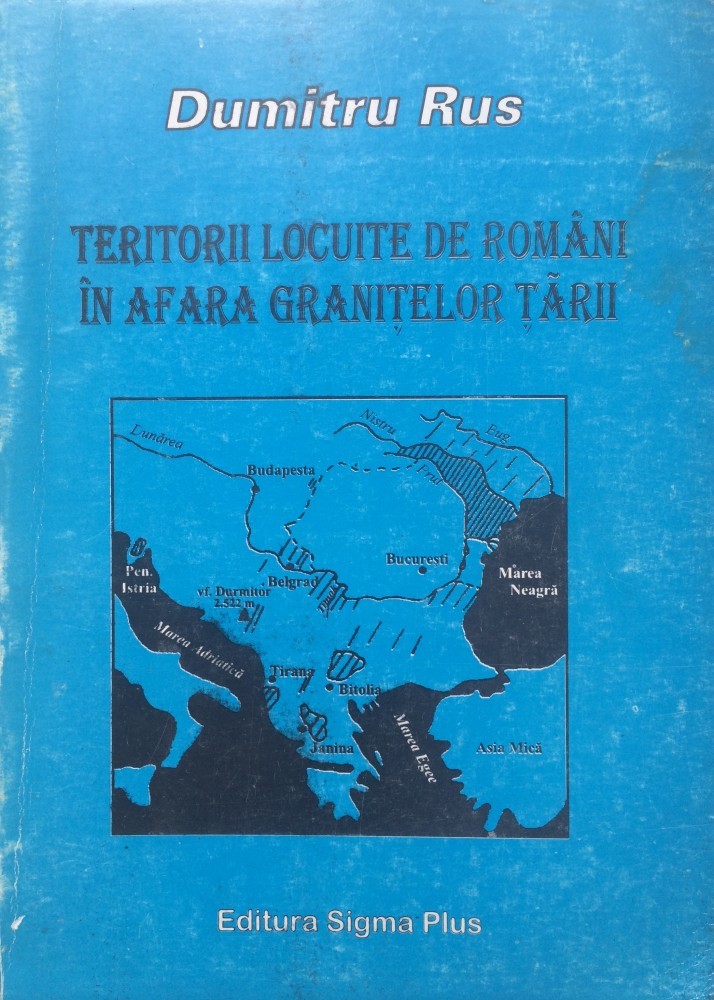 Dumitru Rus
TERITORII LOCUITE DE ROMÂNI
ÎN AFARA GRANIȚELOR ȚĂRII
Dunărea
Nistru
Bug
Prut
Budapesta
București
Belgrad
Timok
Pen.
Istria
vf. Durmitor
2.522 m
Marea
Neagră
Marea Adriatică
Tirana
Bitolia
Janina
Marea Egee
Asia Mică
Editura Sigma Plus